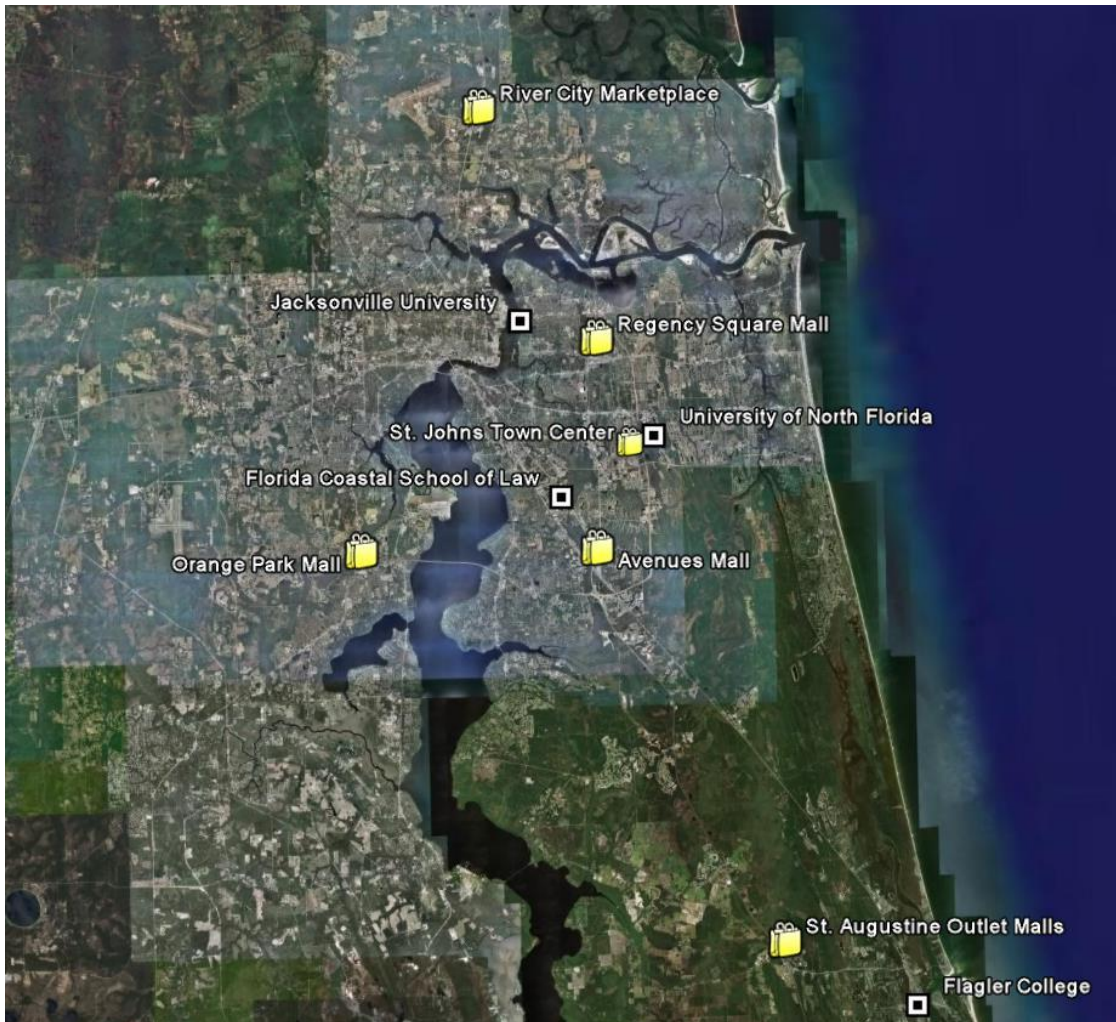 River City Marketplace
Jacksonville University
Regency Square Mall
University of North Florida
St. Johns Town Center
Florida Coastal School of Law
Orange Park Mall
Avenues Mall
St. Augustine Outlet Malls
Flagler College